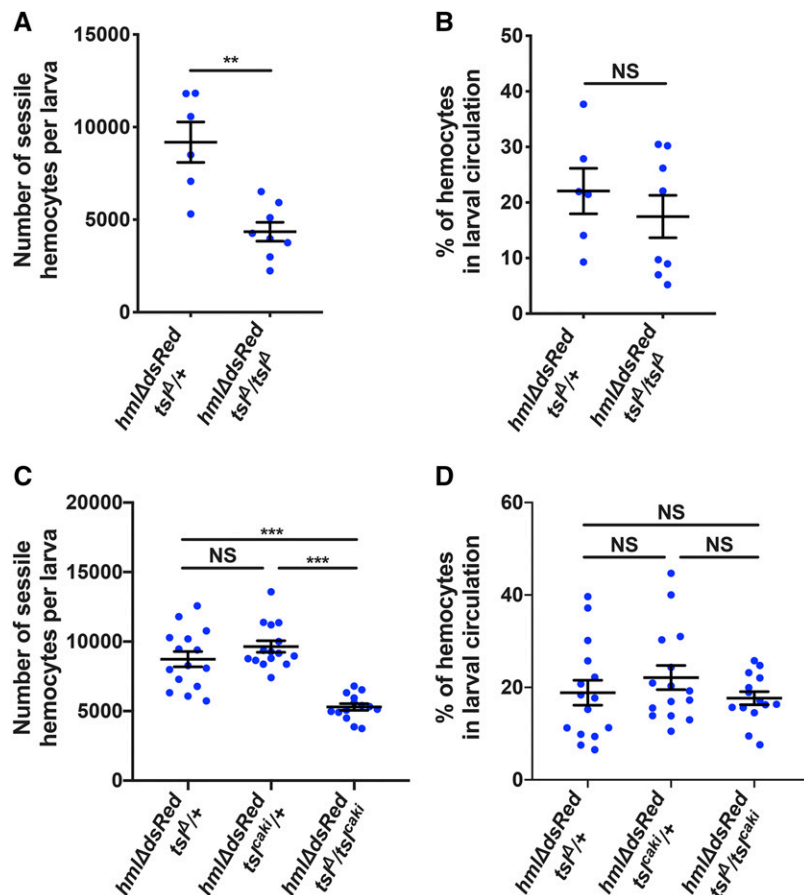 A
Number of sessile
hemocytes per larva
15000
10000
5000
0
**
hmlΔdsRed
tslΔ/+
hmlΔdsRed
tslΔ/tslΔ
B
% of hemocytes
in larval circulation
50
40
30
20
10
0
NS
hmlΔdsRed
tslΔ/+
hmlΔdsRed
tslΔ/tslΔ
C
Number of sessile
hemocytes per larva
20000
15000
10000
5000
0
***
NS
***
hmlΔdsRed
tslΔ/+
hmlΔdsRed
tslcaki/+
hmlΔdsRed
tslΔ/tslcaki
D
% of hemocytes
in larval circulation
60
40
20
0
NS
NS
NS
hmlΔdsRed
tslΔ/+
hmlΔdsRed
tslcaki/+
hmlΔdsRed
tslΔ/tslcaki